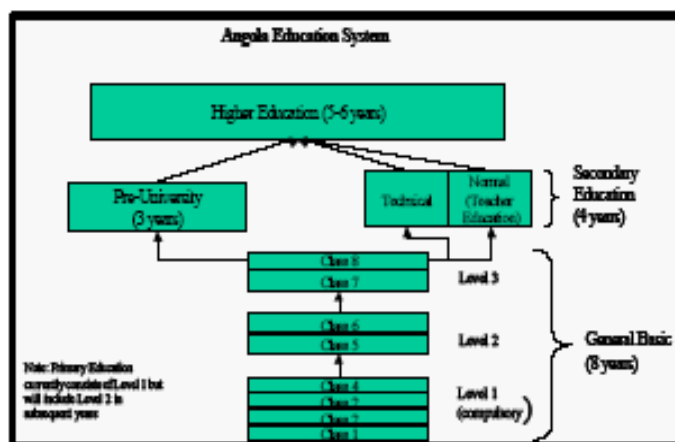 Angola Education System
Higher Education (5-6 years)
Pre-University
(3 years)
Technical
Normal
(Teacher
Education)
Secondary
Education
(4 years)
Class 8
Class 7
Level 3
Class 6
Class 5
Level 2
General Basic
(8 years)
Note: Primary Education
currently consists of Level 1 but
will include Level 2 in
subsequent years
Class 4
Class
Class
Class 1
Level 1
(compulsory)